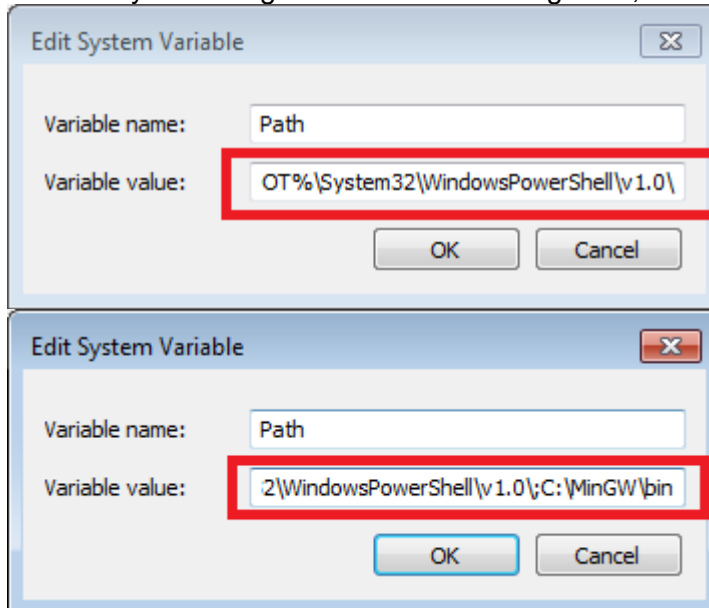 Edit System Variable
Variable name: Path
Variable value: OT%\System32\WindowsPowerShell\v1.0\
OK Cancel
Edit System Variable
Variable name: Path
Variable value: 2\WindowsPowerShell\v1.0\;C:\MinGW\bin
OK Cancel